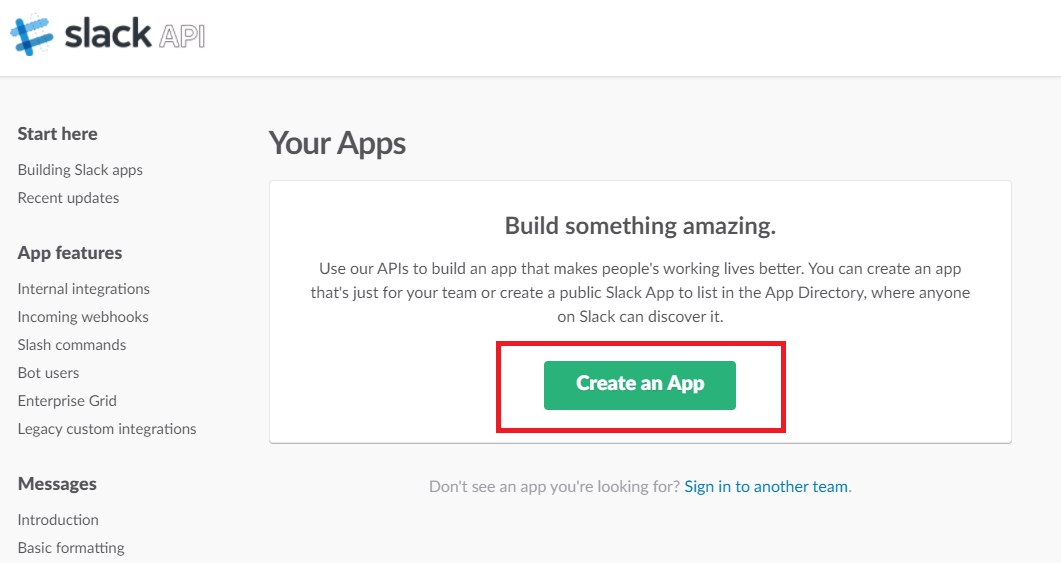 slack API
Start here
Building Slack apps
Recent updates
App features
Internal integrations
Incoming webhooks
Slash commands
Bot users
Enterprise Grid
Legacy custom integrations
Messages
Introduction
Basic formatting
Your Apps
Build something amazing.
Use our APIs to build an app that makes people's working lives better. You can create an app
that's just for your team or create a public Slack App to list in the App Directory, where anyone
on Slack can discover it.
Create an App
Don't see an app you're looking for? Sign in to another team.